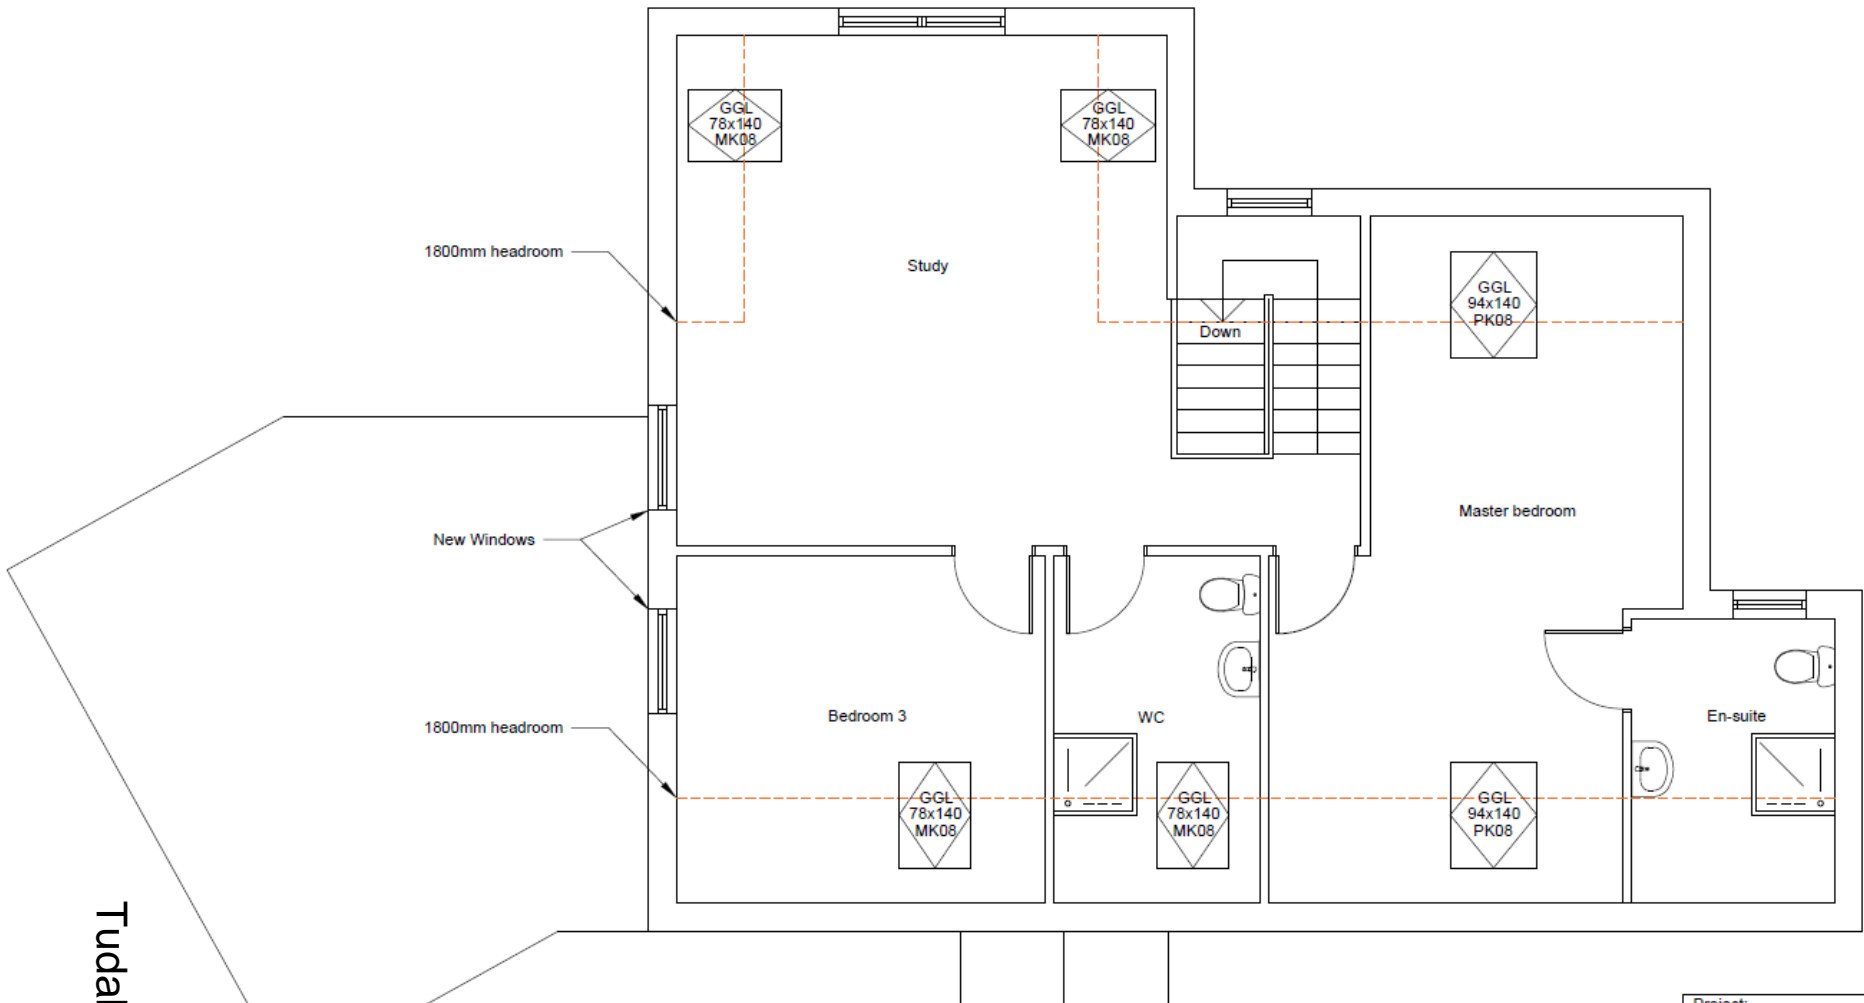 GGL
78x140
MK08
GGL
78x140
MK08
1800mm headroom
Study
GGL
94x140
PK08
Down
New Windows
Master bedroom
1800mm headroom
Bedroom 3
WC
En-suite
GGL
78x140
MK08
GGL
78x140
MK08
GGL
94x140
PK08
Project: